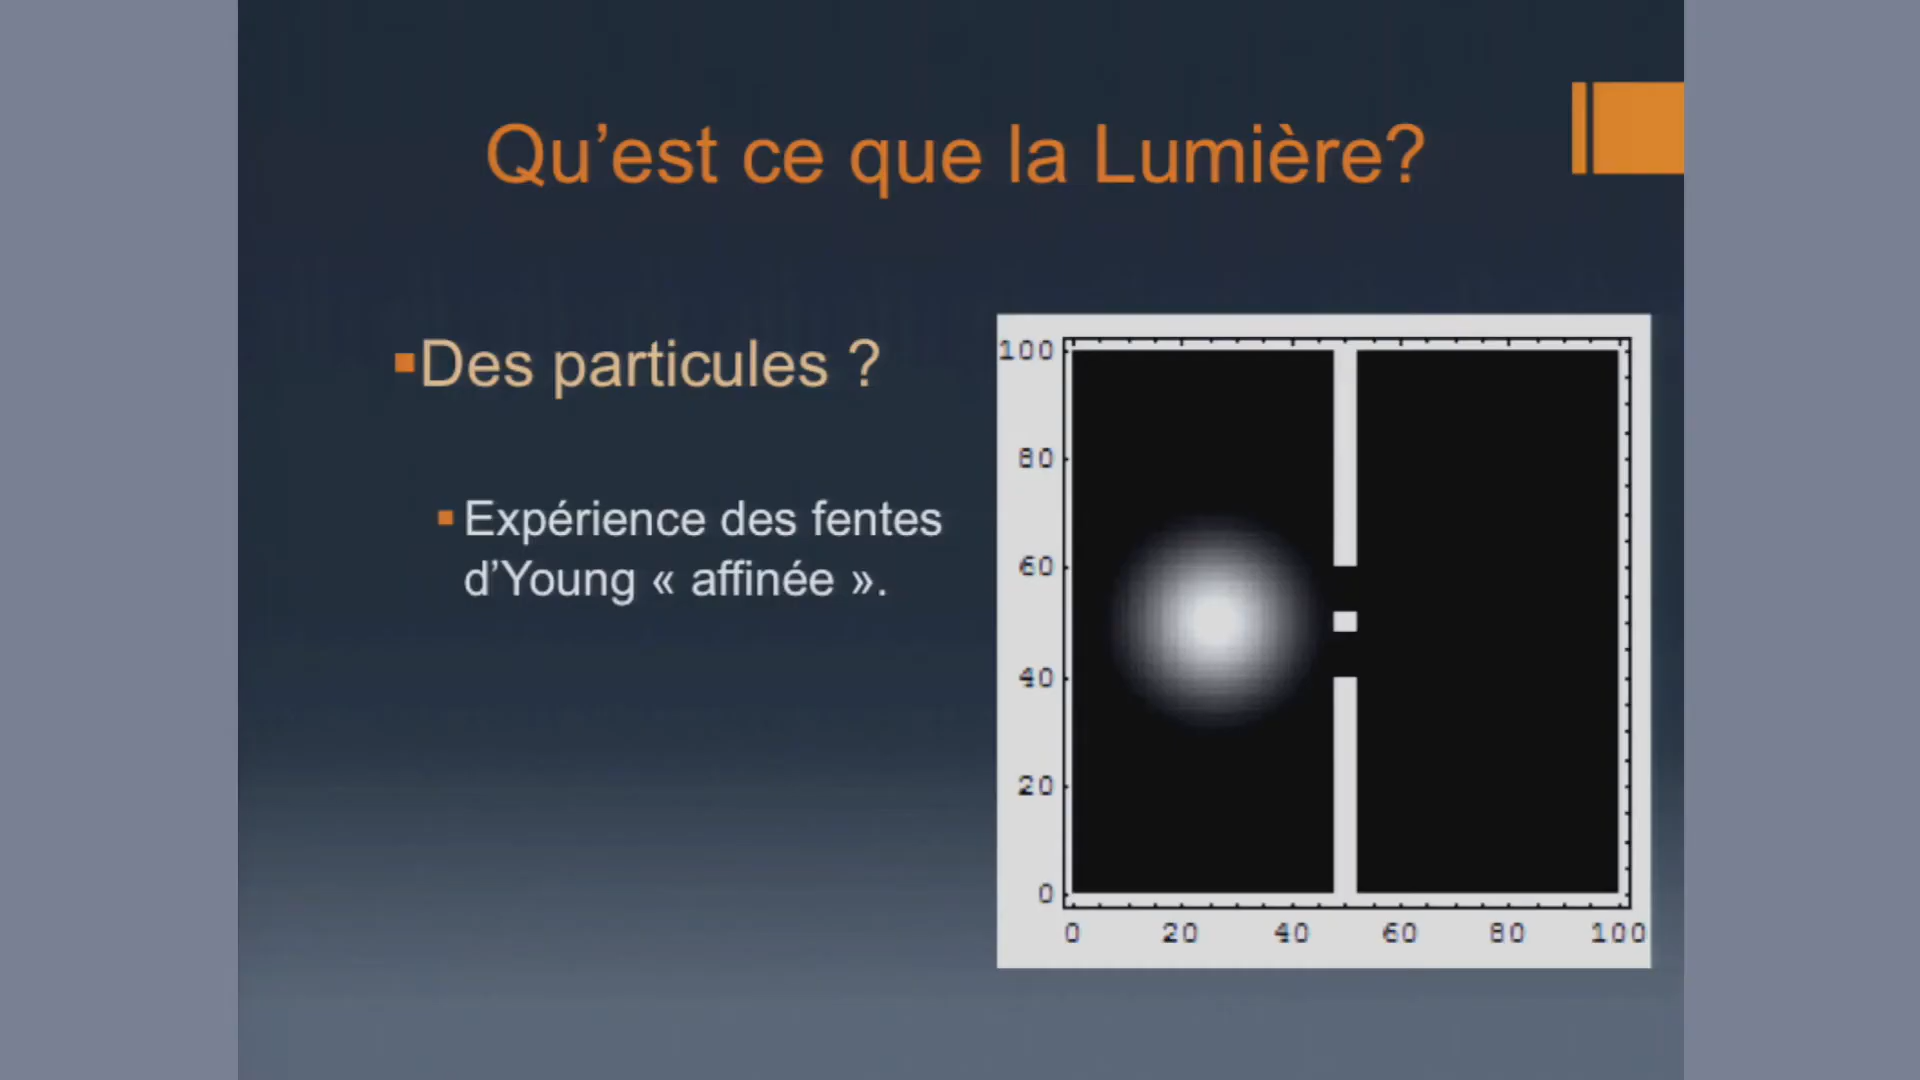 Qu’est ce que la Lumière?
Des particules ?
Expérience des fentes
d’Young « affinée ».
100
80
60
40
20
0
0 20 40 60 80 100